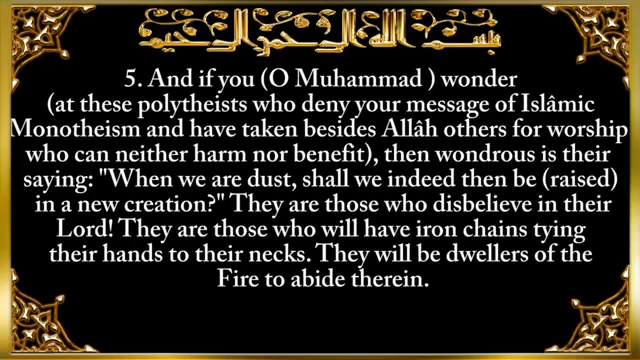 بسم الله الرحمن الرحيم
5. And if you (O Muhammad ) wonder
(at these polytheists who deny your message of Islâmic
Monotheism and have taken besides Allâh others for worship
who can neither harm nor benefit), then wondrous is their
saying: "When we are dust, shall we indeed then be (raised)
in a new creation?" They are those who disbelieve in their
Lord! They are those who will have iron chains tying
their hands to their necks. They will be dwellers of the
Fire to abide therein.